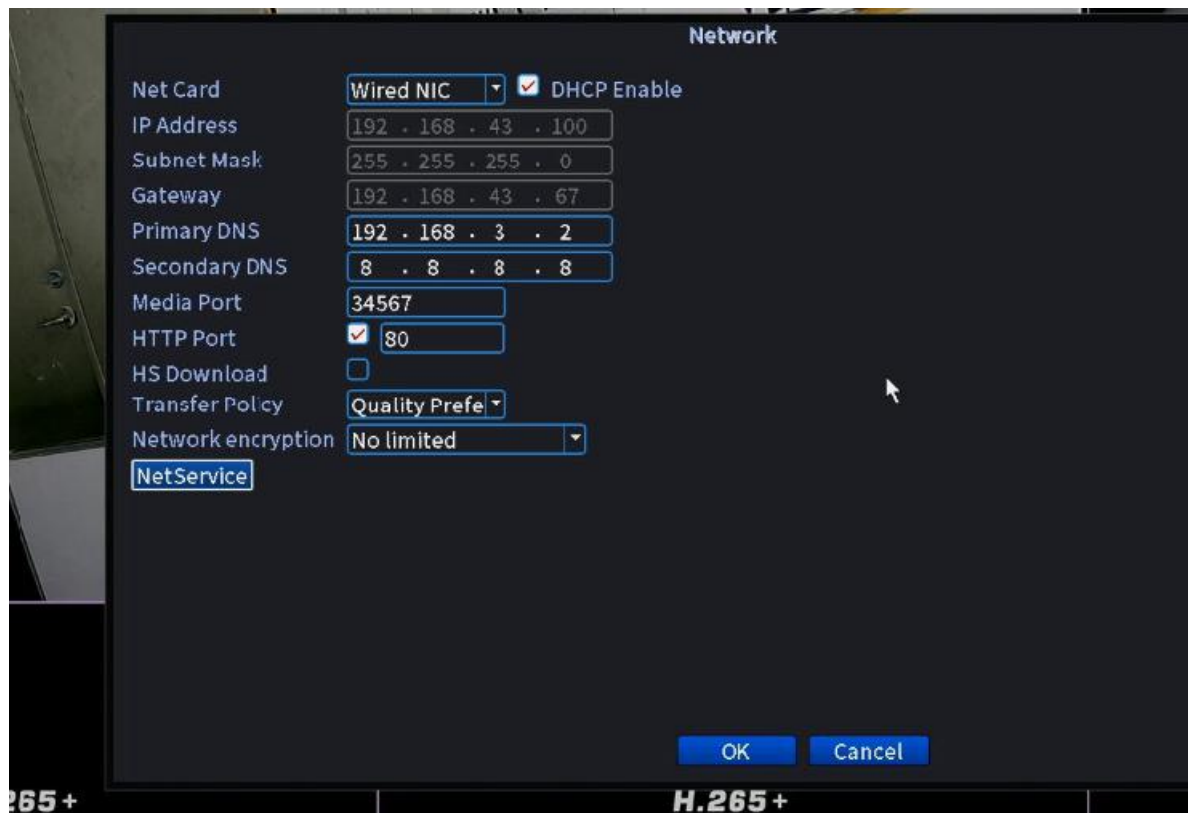 Network
Net Card Wired NIC DHCP Enable
IP Address 192 . 168 . 43 . 100
Subnet Mask 255 . 255 . 255 . 0
Gateway 192 . 168 . 43 . 67
Primary DNS 192 . 168 . 3 . 2
Secondary DNS 8 . 8 . 8 . 8
Media Port 34567
HTTP Port 80
HS Download
Transfer Policy Quality Prefe
Network encryption No limited
NetService
OK Cancel
265+ H.265+